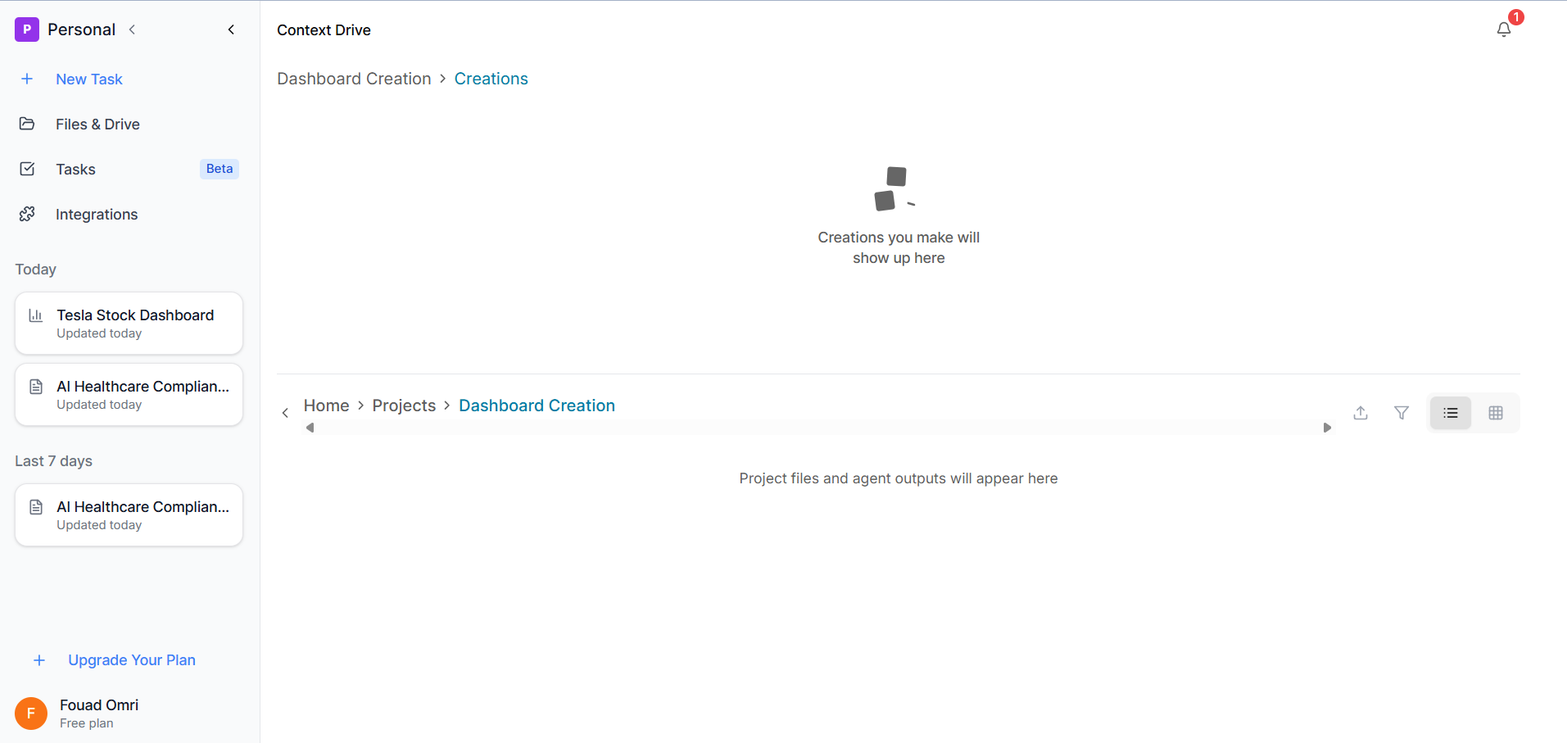 P Personal
New Task
Files & Drive
Tasks Beta
Integrations
Today
Tesla Stock Dashboard
Updated today
AI Healthcare Complian...
Updated today
Last 7 days
AI Healthcare Complian...
Updated today
Upgrade Your Plan
F
Fouad Omri
Free plan
Context Drive
1
Dashboard Creation > Creations
Creations you make will
show up here
Home > Projects > Dashboard Creation
Project files and agent outputs will appear here